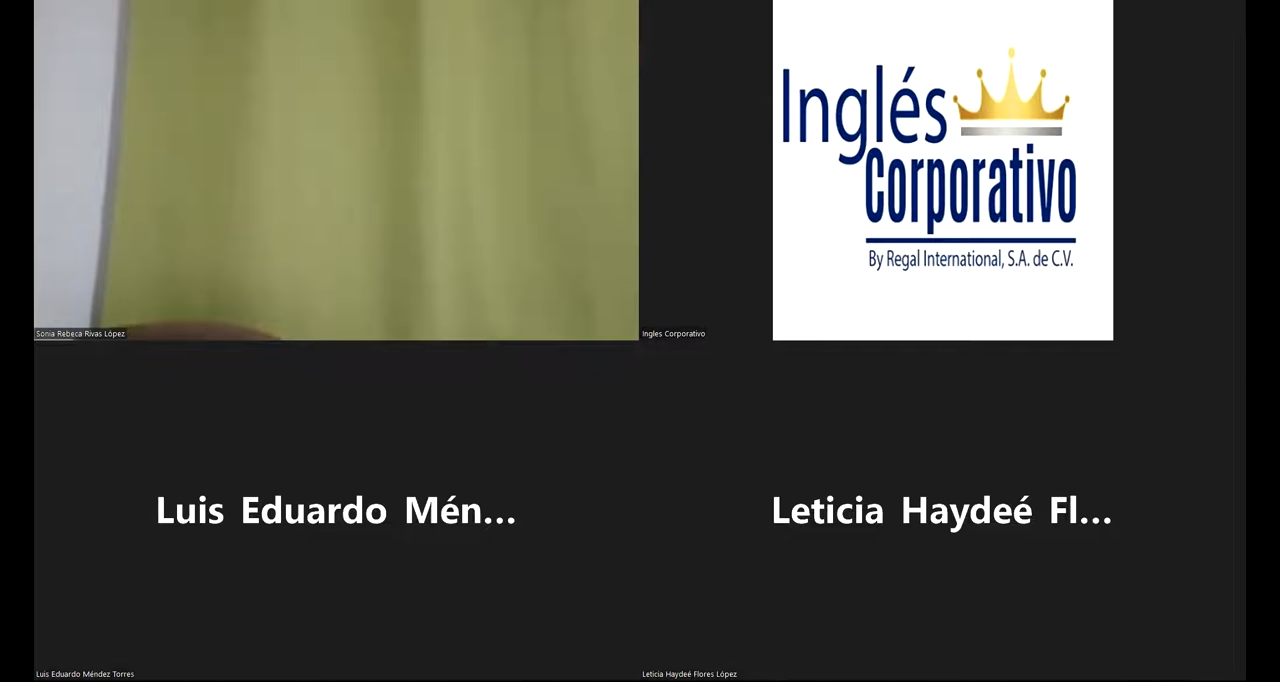 Inglés
Corporativo
By Regal International, S.A. de C.V.
Sonia Rebeca Rivas López
Ingles Corporativo
Luis Eduardo Mén...
Leticia Haydeé Fl...
Luis Eduardo Méndez Torres
Leticia Haydeé Flores López